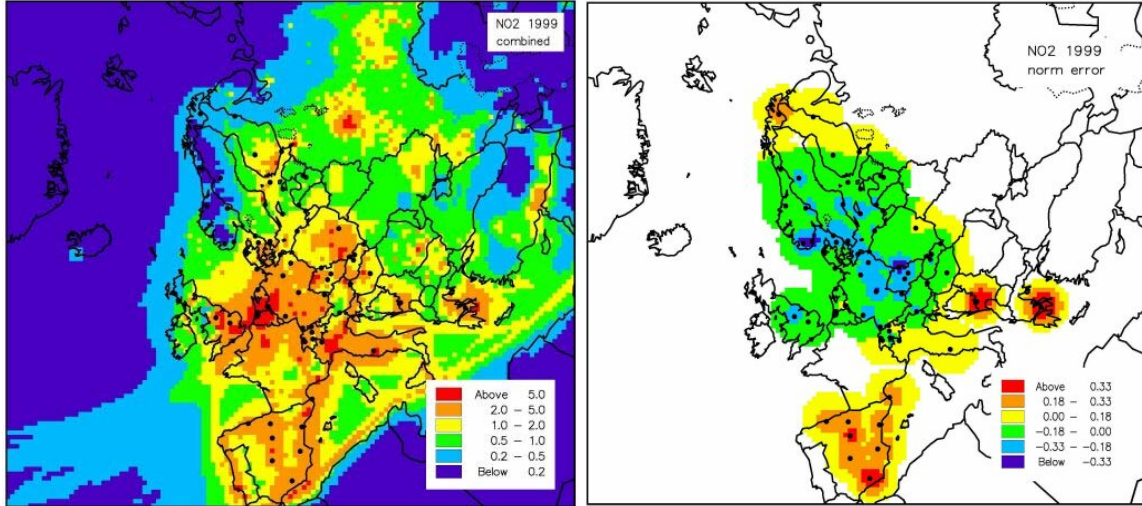 NO2 1999
combined
Above 5.0
2.0 – 5.0
1.0 – 2.0
0.5 – 1.0
0.2 – 0.5
Below 0.2
NO2 1999
norm error
Above 0.33
0.18 – 0.33
0.00 – 0.18
−0.18 – 0.00
−0.33 – −0.18
Below −0.33